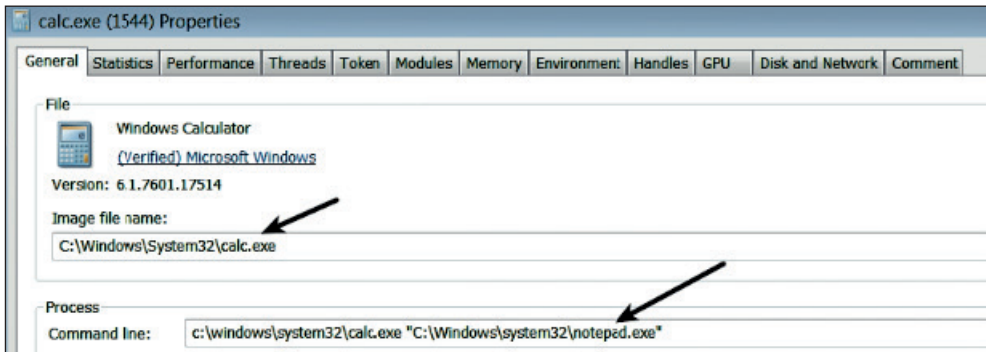 calc.exe (1544) Properties
General Statistics Performance Threads Token Modules Memory Environment Handles GPU Disk and Network Comment
File
Windows Calculator
(Verified) Microsoft Windows
Version: 6.1.7601.17514
Image file name:
C:\Windows\System32\calc.exe
Process
Command line: c:\windows\system32\calc.exe "C:\Windows\system32\notepad.exe"